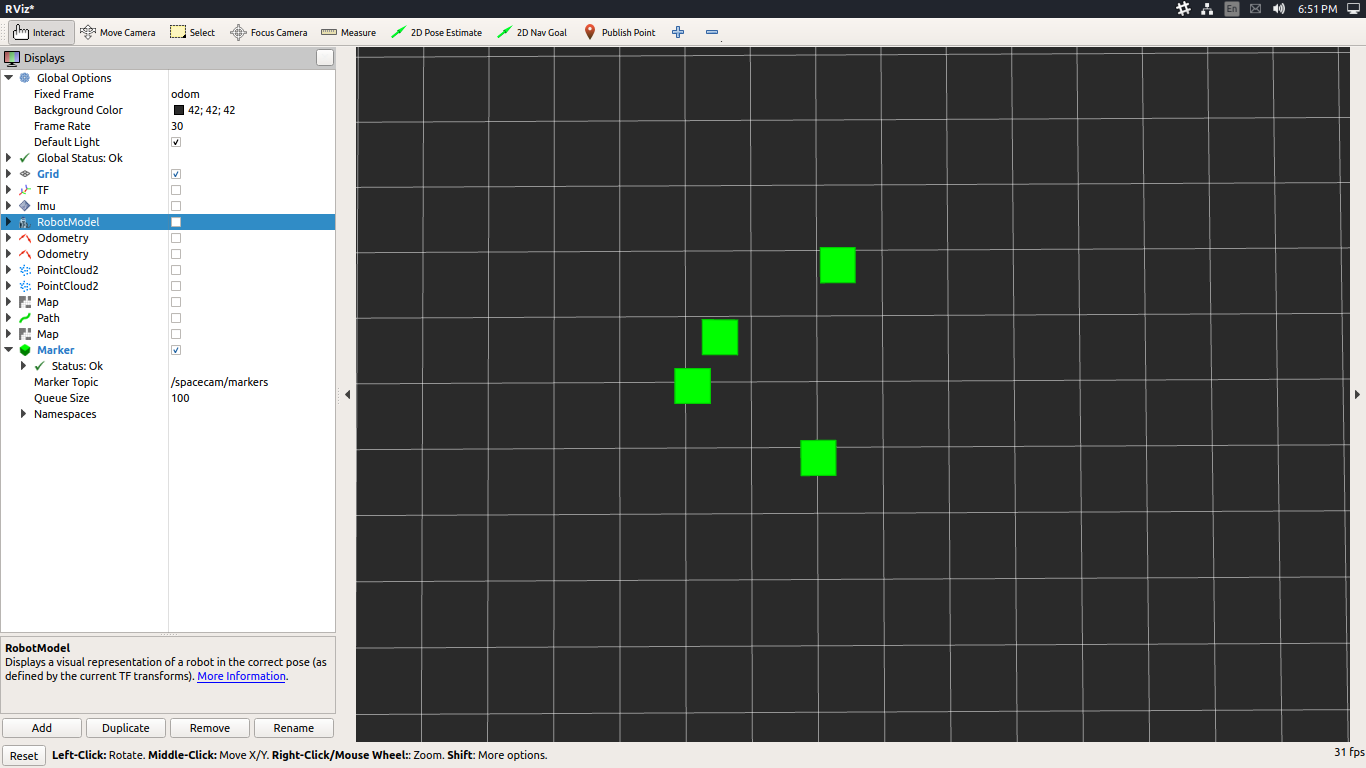 RViz*
En
6:51 PM
Interact Move Camera Select Focus Camera Measure 2D Pose Estimate 2D Nav Goal Publish Point
Displays
Global Options
Fixed Frame odom
Background Color 42; 42; 42
Frame Rate 30
Default Light
Global Status: Ok
Grid
TF
Imu
RobotModel
Odometry
Odometry
PointCloud2
PointCloud2
Map
Path
Map
Marker
Status: Ok
Marker Topic /spacecam/markers
Queue Size 100
Namespaces
RobotModel
Displays a visual representation of a robot in the correct pose (as
defined by the current TF transforms). More Information.
Add Duplicate Remove Rename
Reset Left-Click: Rotate. Middle-Click: Move X/Y. Right-Click/Mouse Wheel:: Zoom. Shift: More options. 31 fps